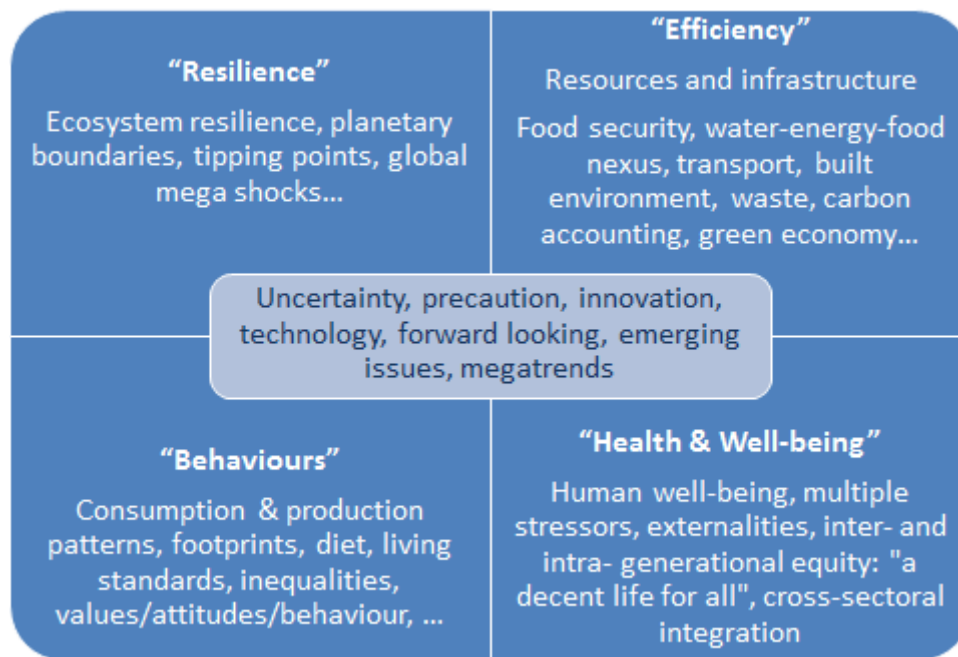 “Resilience”
Ecosystem resilience, planetary
boundaries, tipping points, global
mega shocks…
“Efficiency”
Resources and infrastructure
Food security, water-energy-food
nexus, transport, built
environment, waste, carbon
accounting, green economy…
Uncertainty, precaution, innovation,
technology, forward looking, emerging
issues, megatrends
“Behaviours”
Consumption & production
patterns, footprints, diet, living
standards, inequalities,
values/attitudes/behaviour, …
“Health & Well-being”
Human well-being, multiple
stressors, externalities, inter- and
intra- generational equity: "a
decent life for all", cross-sectoral
integration